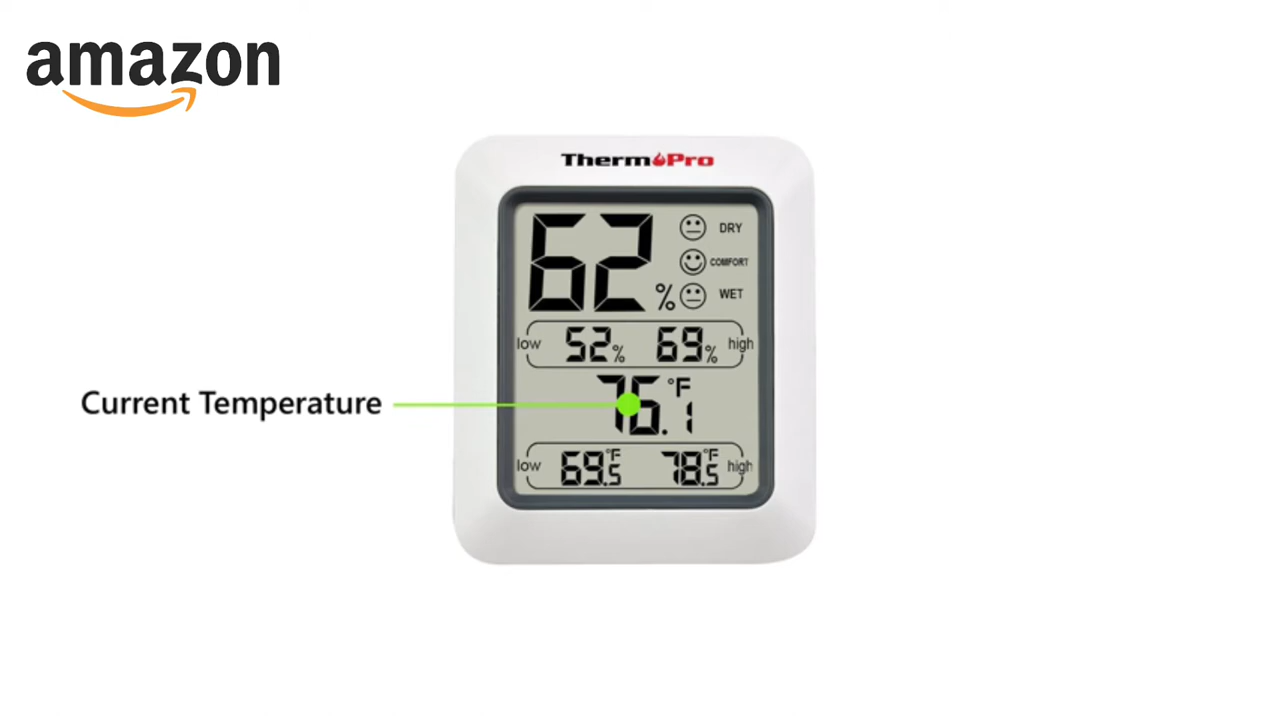 amazon
ThermoPro
62 % DRY
COMFORT
WET
low 52% 69% high
76.1 °F
Current Temperature
low 69.5 °F 78.5 °F high